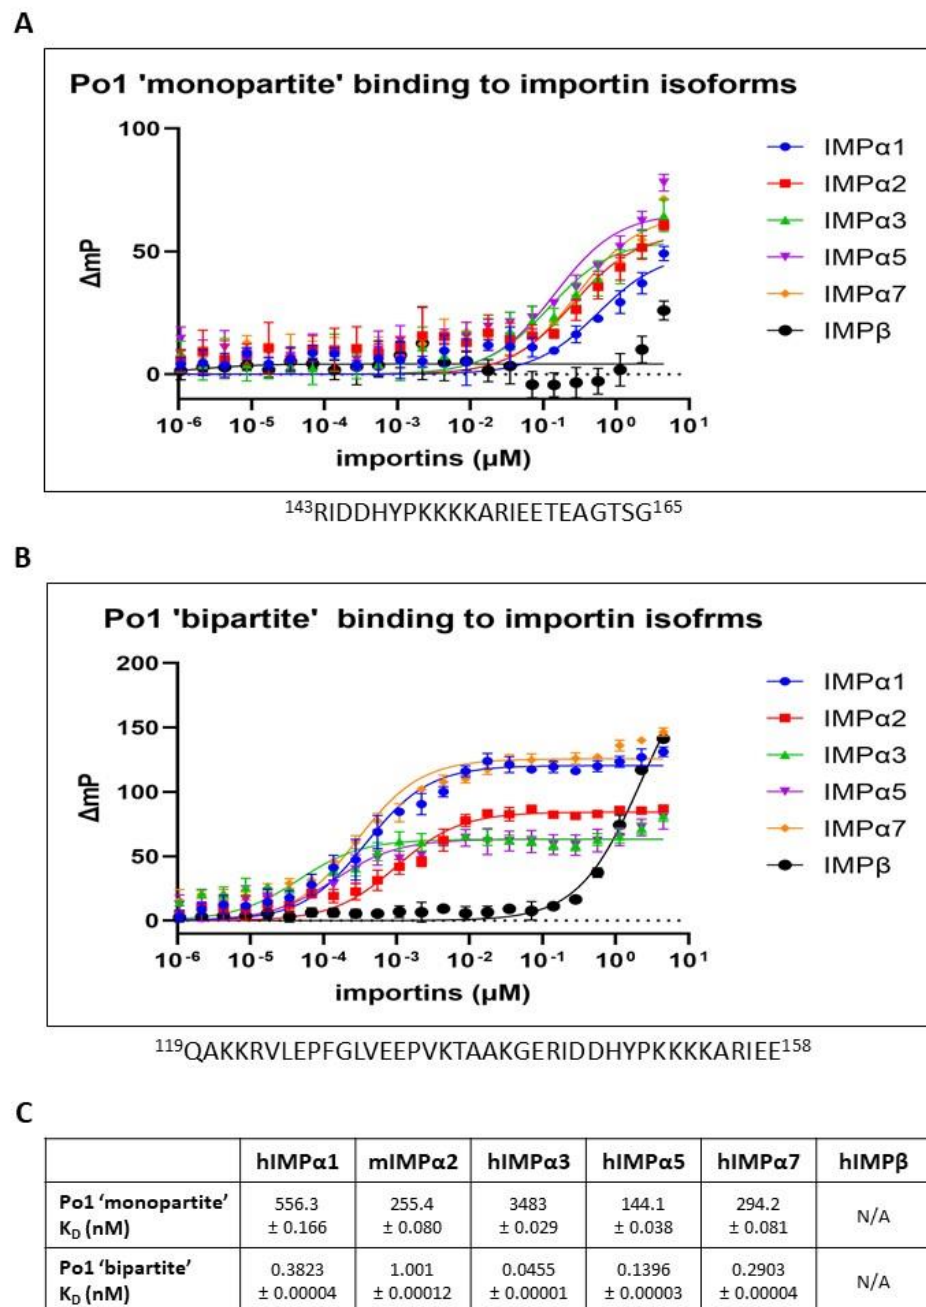 A
Po1 'monopartite' binding to importin isoforms
100
50
0
ΔmP
10⁻⁶ 10⁻⁵ 10⁻⁴ 10⁻³ 10⁻² 10⁻¹ 10⁰ 10¹
importins (µM)
IMPα1
IMPα2
IMPα3
IMPα5
IMPα7
IMPβ
¹⁴³RIDDHYPKKKKARIEETEAGTSG¹⁶⁵
B
Po1 'bipartite' binding to importin isofrms
200
150
100
50
0
ΔmP
10⁻⁶ 10⁻⁵ 10⁻⁴ 10⁻³ 10⁻² 10⁻¹ 10⁰ 10¹
importins (µM)
IMPα1
IMPα2
IMPα3
IMPα5
IMPα7
IMPβ
¹¹⁹QAKKRVLEPFGLVEEPVKTAAKGERIDDHYPKKKKARIEE¹⁵⁸
C
hIMPα1 mIMPα2 hIMPα3 hIMPα5 hIMPα7 hIMPβ
Po1 ‘monopartite’ 556.3 255.4 3483 144.1 294.2 N/A
K_D (nM) ± 0.166 ± 0.080 ± 0.029 ± 0.038 ± 0.081
Po1 ‘bipartite’ 0.3823 1.001 0.0455 0.1396 0.2903 N/A
K_D (nM) ± 0.00004 ± 0.00012 ± 0.00001 ± 0.00003 ± 0.00004